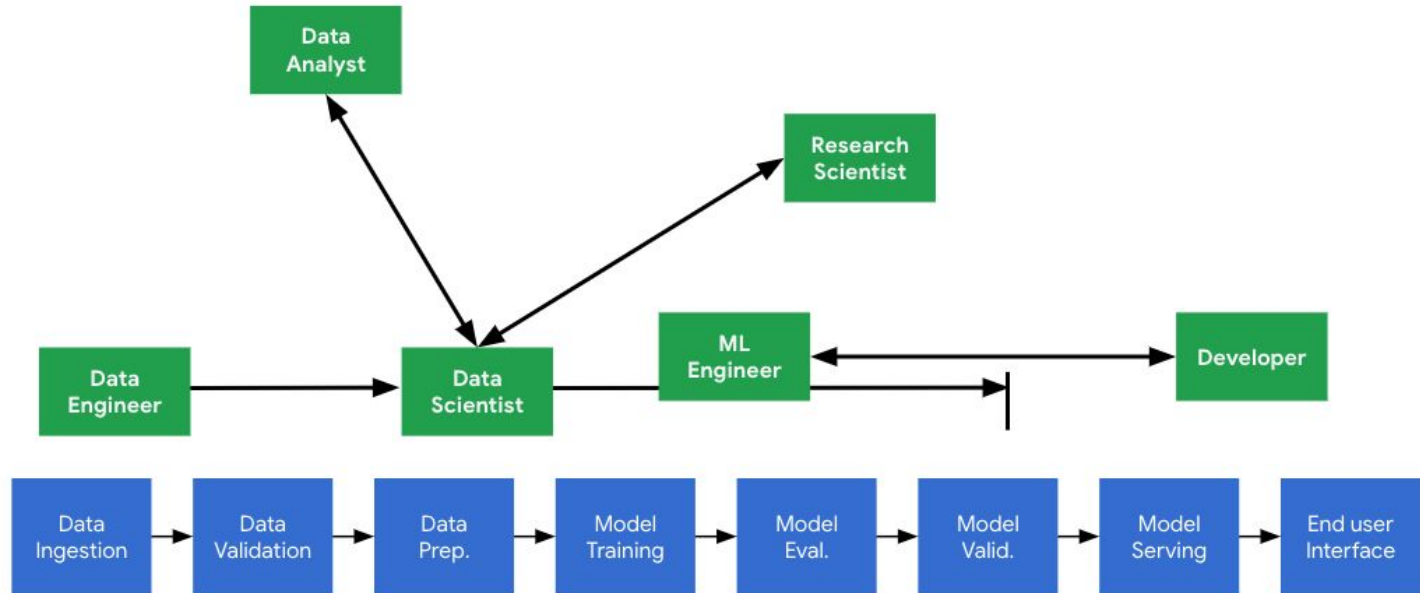 Data
Analyst
Research
Scientist
ML
Engineer
Developer
Data
Engineer
Data
Scientist
Data
Ingestion
Data
Validation
Data
Prep.
Model
Training
Model
Eval.
Model
Valid.
Model
Serving
End user
Interface